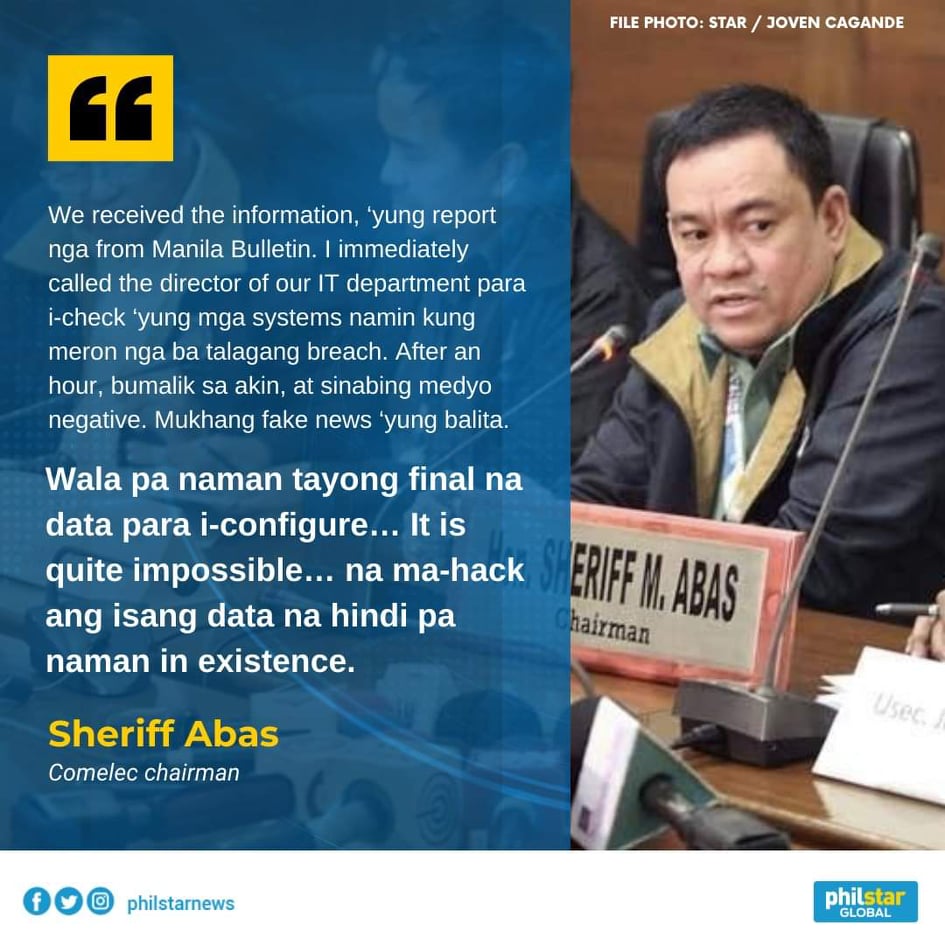 FILE PHOTO: STAR / JOVEN CAGANDE
We received the information, ‘yung report
nga from Manila Bulletin. I immediately
called the director of our IT department para
i-check ‘yung mga systems namin kung
meron nga ba talagang breach. After an
hour, bumalik sa akin, at sinabing medyo
negative. Mukhang fake news ‘yung balita.
Wala pa naman tayong final na
data para i-configure... It is
quite impossible... na ma-hack
ang isang data na hindi pa
naman in existence.
Sheriff Abas
Comelec chairman
Hon. SHERIFF M. ABAS
Chairman
Usec.
philstarnews
philstar
GLOBAL